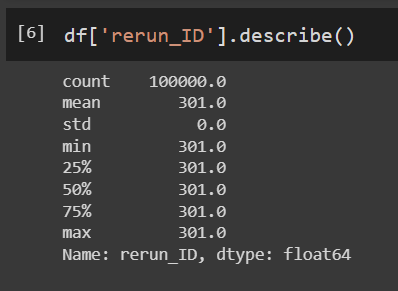 [6] df['rerun_ID'].describe()
count 100000.0
mean 301.0
std 0.0
min 301.0
25% 301.0
50% 301.0
75% 301.0
max 301.0
Name: rerun_ID, dtype: float64